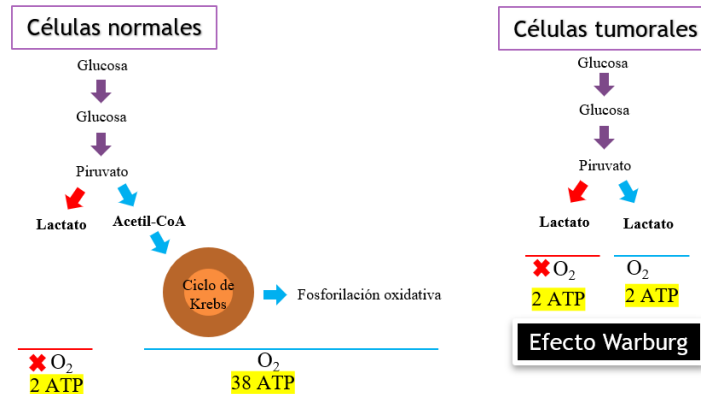 Células normales
Glucosa
Glucosa
Piruvato
Lactato
Acetil-CoA
Ciclo de
Krebs
Fosforilación oxidativa
✖ O₂
2 ATP
O₂
38 ATP
Células tumorales
Glucosa
Glucosa
Piruvato
Lactato
Lactato
✖ O₂
2 ATP
O₂
2 ATP
Efecto Warburg